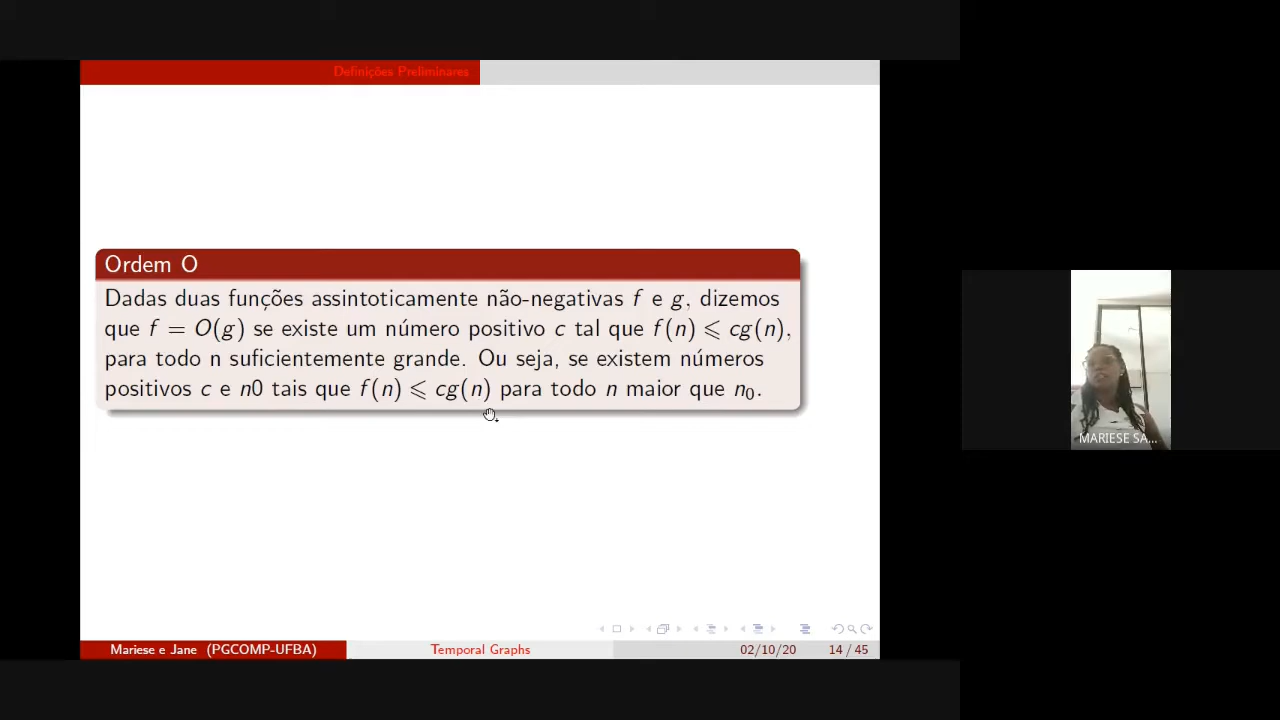 Definições Preliminares
Ordem O
Dadas duas funções assintoticamente não-negativas f e g, dizemos
que f = O(g) se existe um número positivo c tal que f(n) ⩽ cg(n),
para todo n suficientemente grande. Ou seja, se existem números
positivos c e n0 tais que f(n) ⩽ cg(n) para todo n maior que n₀.
MARIESE SA...
Mariese e Jane (PGCOMP-UFBA) Temporal Graphs 02/10/20 14 / 45